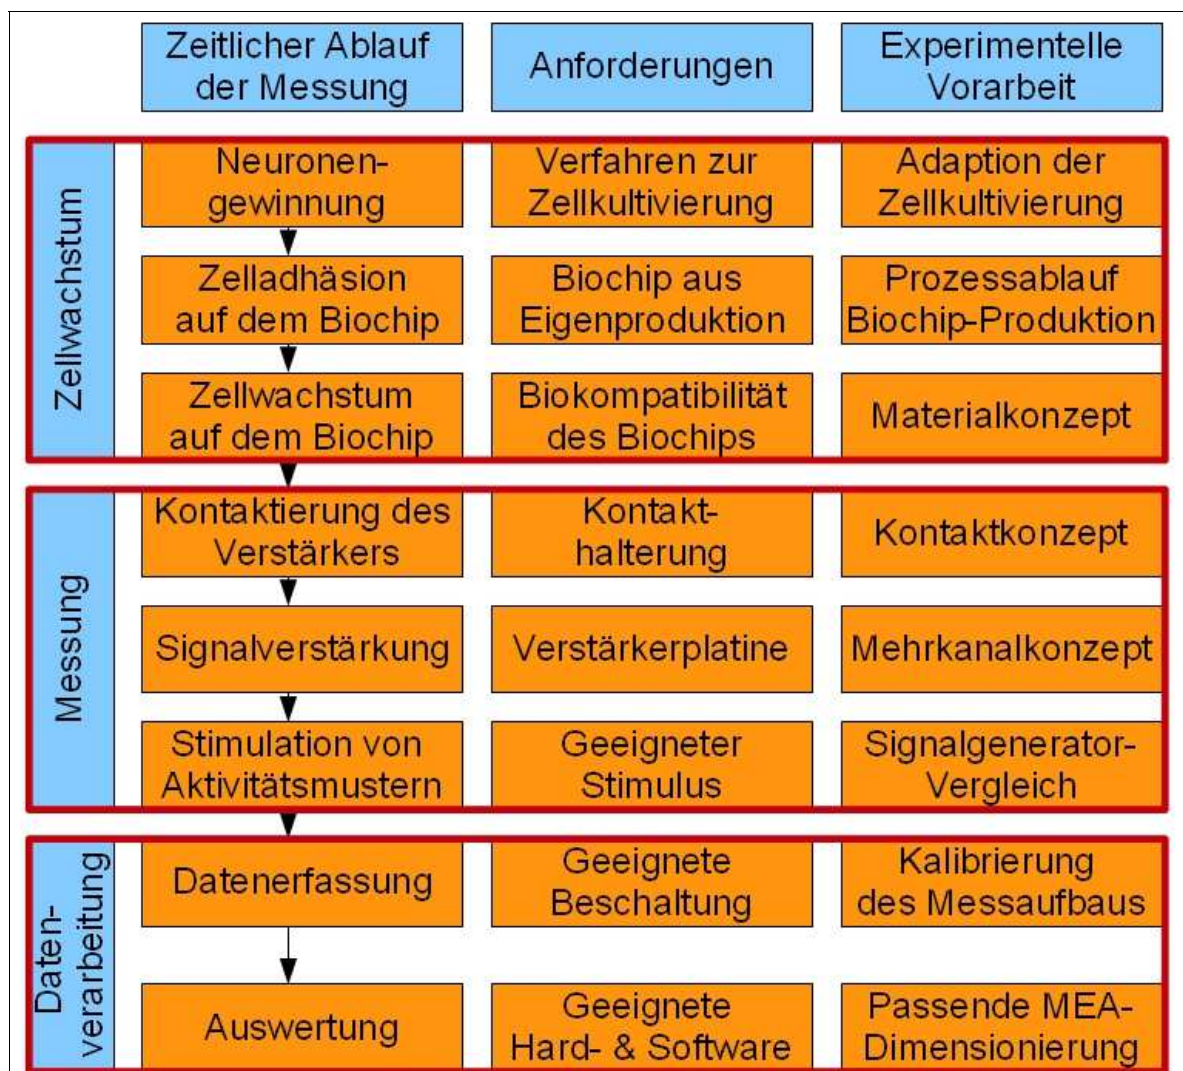 Zeitlicher Ablauf
der Messung
Anforderungen
Experimentelle
Vorarbeit
Zellwachstum
Neuronen-
gewinnung
Verfahren zur
Zellkultivierung
Adaption der
Zellkultivierung
Zelladhäsion
auf dem Biochip
Biochip aus
Eigenproduktion
Prozessablauf
Biochip-Produktion
Zellwachstum
auf dem Biochip
Biokompatibilität
des Biochips
Materialkonzept
Messung
Kontaktierung des
Verstärkers
Kontakt-
halterung
Kontaktkonzept
Signalverstärkung
Verstärkerplatine
Mehrkanalkonzept
Stimulation von
Aktivitätsmustern
Geeigneter
Stimulus
Signalgenerator-
Vergleich
Daten-
verarbeitung
Datenerfassung
Geeignete
Beschaltung
Kalibrierung
des Messaufbaus
Auswertung
Geeignete
Hard- & Software
Passende MEA-
Dimensionierung